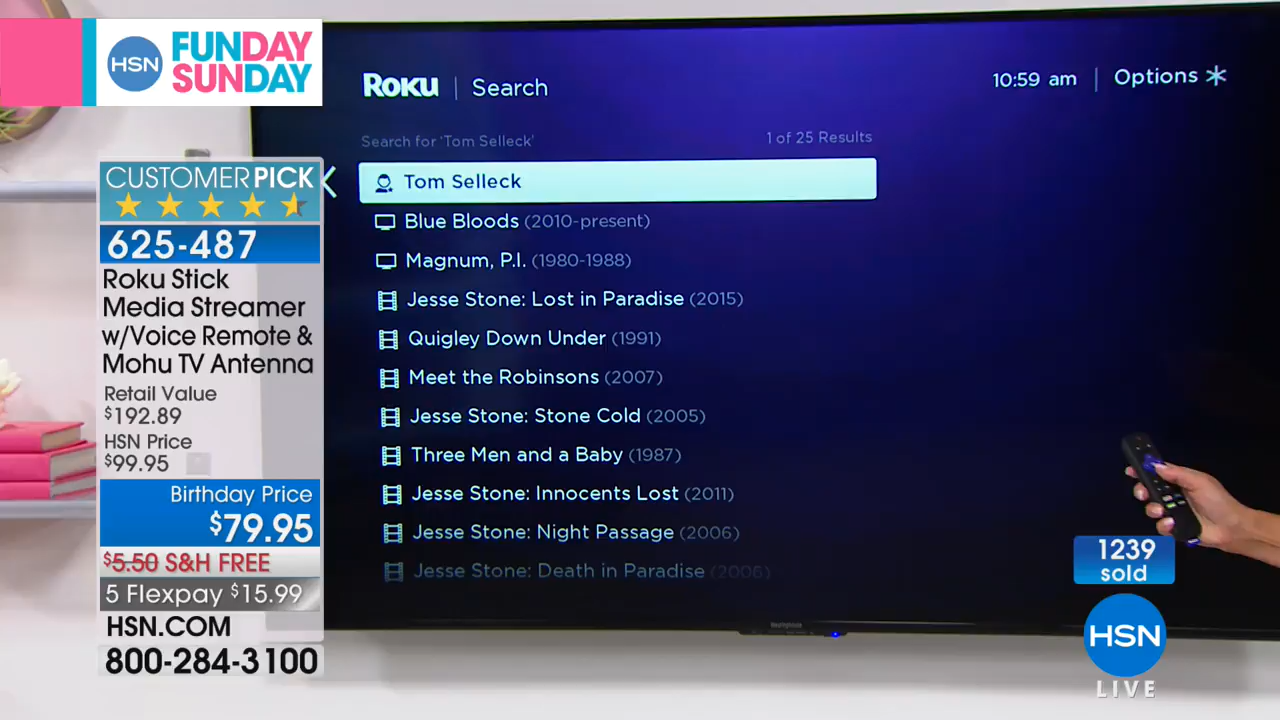 HSN
FUNDAY
SUNDAY
CUSTOMER PICK
625-487
Roku Stick
Media Streamer
w/Voice Remote &
Mohu TV Antenna
Retail Value
$192.89
HSN Price
$99.95
Birthday Price
$79.95
$5.50 S&H FREE
5 Flexpay $15.99
HSN.COM
800-284-3100
Roku | Search
10:59 am | Options
Search for 'Tom Selleck'
1 of 25 Results
Tom Selleck
Blue Bloods (2010-present)
Magnum, P.I. (1980-1988)
Jesse Stone: Lost in Paradise (2015)
Quigley Down Under (1991)
Meet the Robinsons (2007)
Jesse Stone: Stone Cold (2005)
Three Men and a Baby (1987)
Jesse Stone: Innocents Lost (2011)
Jesse Stone: Night Passage (2006)
Jesse Stone: Death in Paradise (2006)
Westinghouse
1239
sold
HSN
LIVE